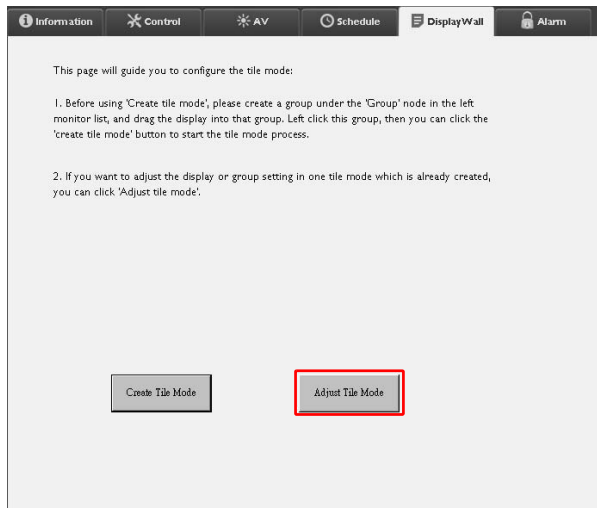 Information Control AV Schedule DisplayWall Alarm
This page will guide you to configure the tile mode:
1. Before using 'Create tile mode', please create a group under the 'Group' node in the left
monitor list, and drag the display into that group. Left click this group, then you can click the
'create tile mode' button to start the tile mode process.
2. If you want to adjust the display or group setting in one tile mode which is already created,
you can click 'Adjust tile mode'.
Create Tile Mode Adjust Tile Mode